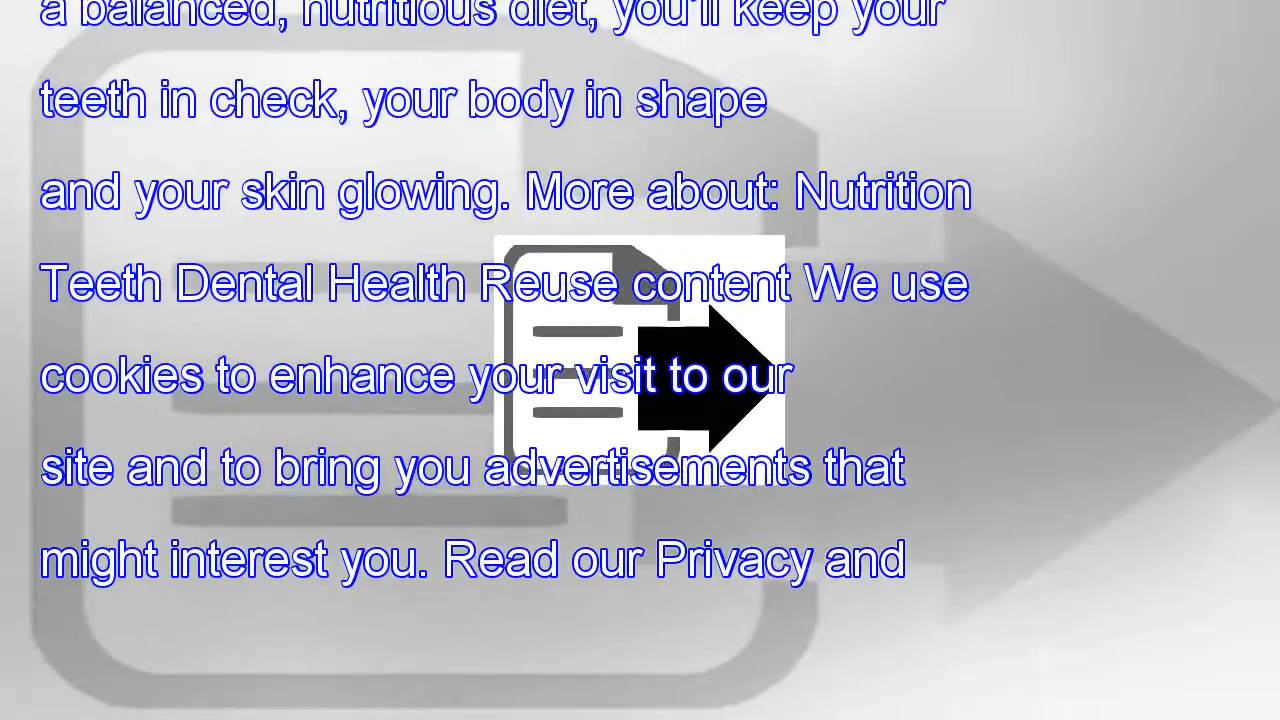 a balanced, nutritious diet, you'll keep your
teeth in check, your body in shape
and your skin glowing. More about: Nutrition
Teeth Dental Health Reuse content We use
cookies to enhance your visit to our
site and to bring you advertisements that
might interest you. Read our Privacy and